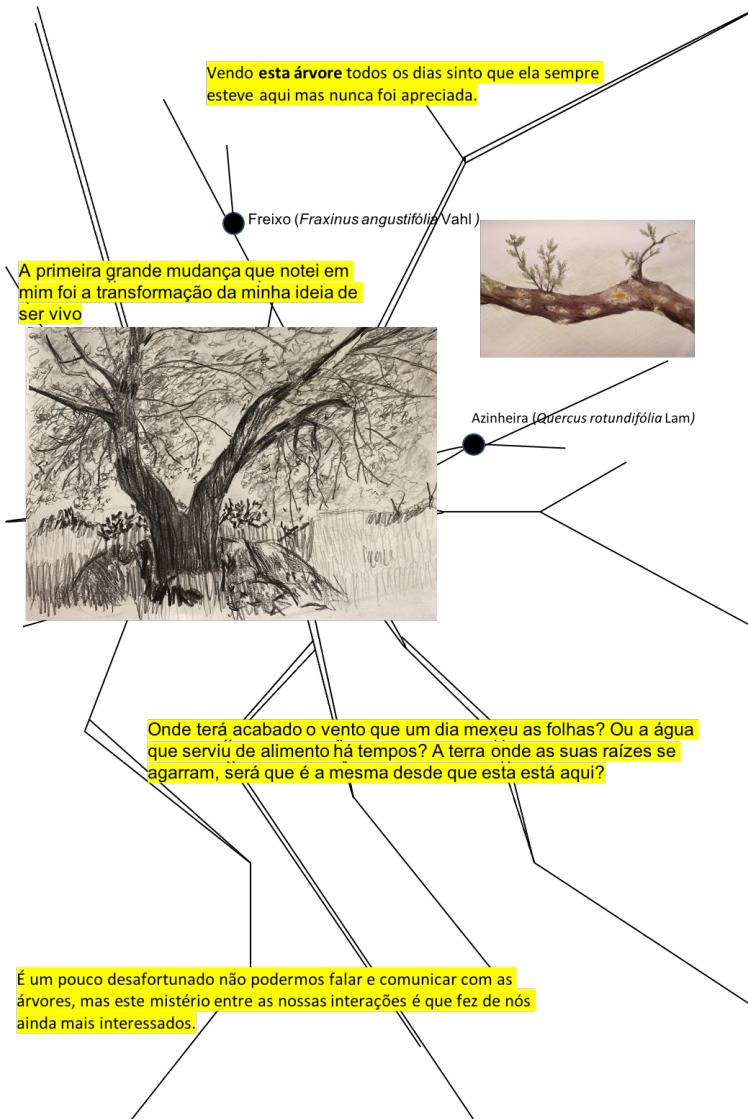 Vendo esta árvore todos os dias sinto que ela sempre
esteve aqui mas nunca foi apreciada.
Freixo (Fraxinus angustifólia Vahl )
A primeira grande mudança que notei em
mim foi a transformação da minha ideia de
ser vivo
Azinheira (Quercus rotundifólia Lam)
Onde terá acabado o vento que um dia mexeu as folhas? Ou a água
que serviu de alimento há tempos? A terra onde as suas raízes se
agarram, será que é a mesma desde que esta está aqui?
É um pouco desafortunado não podermos falar e comunicar com as
árvores, mas este mistério entre as nossas interações é que fez de nós
ainda mais interessados.